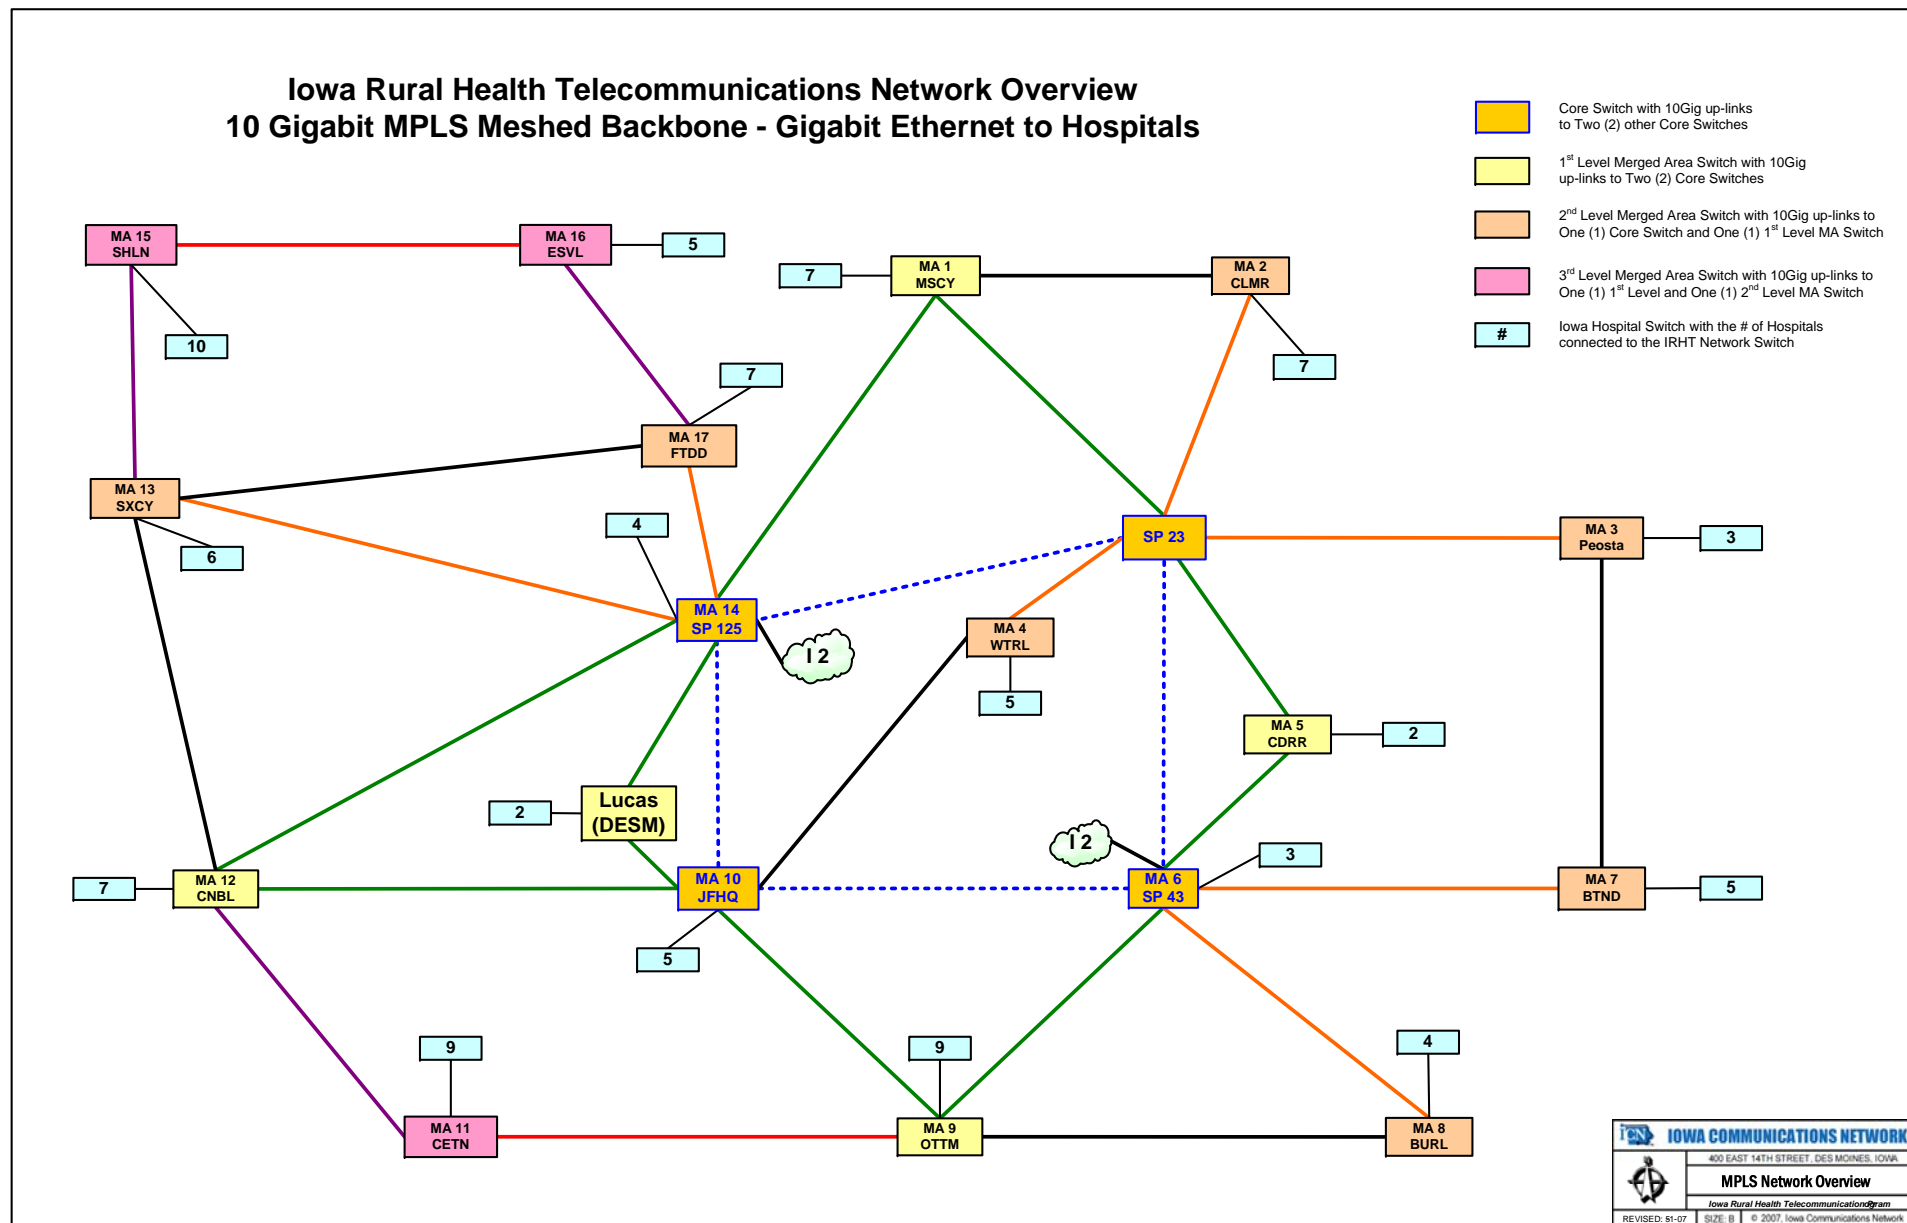 Iowa Rural Health Telecommunications Network Overview
10 Gigabit MPLS Meshed Backbone - Gigabit Ethernet to Hospitals
Core Switch with 10Gig up-links
to Two (2) other Core Switches
1st Level Merged Area Switch with 10Gig
up-links to Two (2) Core Switches
2nd Level Merged Area Switch with 10Gig up-links to
One (1) Core Switch and One (1) 1st Level MA Switch
3rd Level Merged Area Switch with 10Gig up-links to
One (1) 1st Level and One (1) 2nd Level MA Switch
#
Iowa Hospital Switch with the # of Hospitals
connected to the IRHT Network Switch
MA 15
SHLN
MA 16
ESVL
5
10
7
MA 1
MSCY
MA 2
CLMR
7
7
MA 17
FTDD
MA 13
SXCY
6
4
MA 14
SP 125
I 2
SP 23
MA 3
Peosta
3
MA 4
WTRL
5
MA 5
CDRR
2
Lucas
(DESM)
2
I 2
3
MA 12
CNBL
7
MA 10
JFHQ
5
MA 6
SP 43
MA 7
BTND
5
9
MA 11
CETN
9
MA 9
OTTM
4
MA 8
BURL
ICN IOWA COMMUNICATIONS NETWORK
400 EAST 14TH STREET, DES MOINES, IOWA
MPLS Network Overview
Iowa Rural Health Telecommunication
REVISED: 51-07 SIZE: B © 2007, Iowa Communications Network